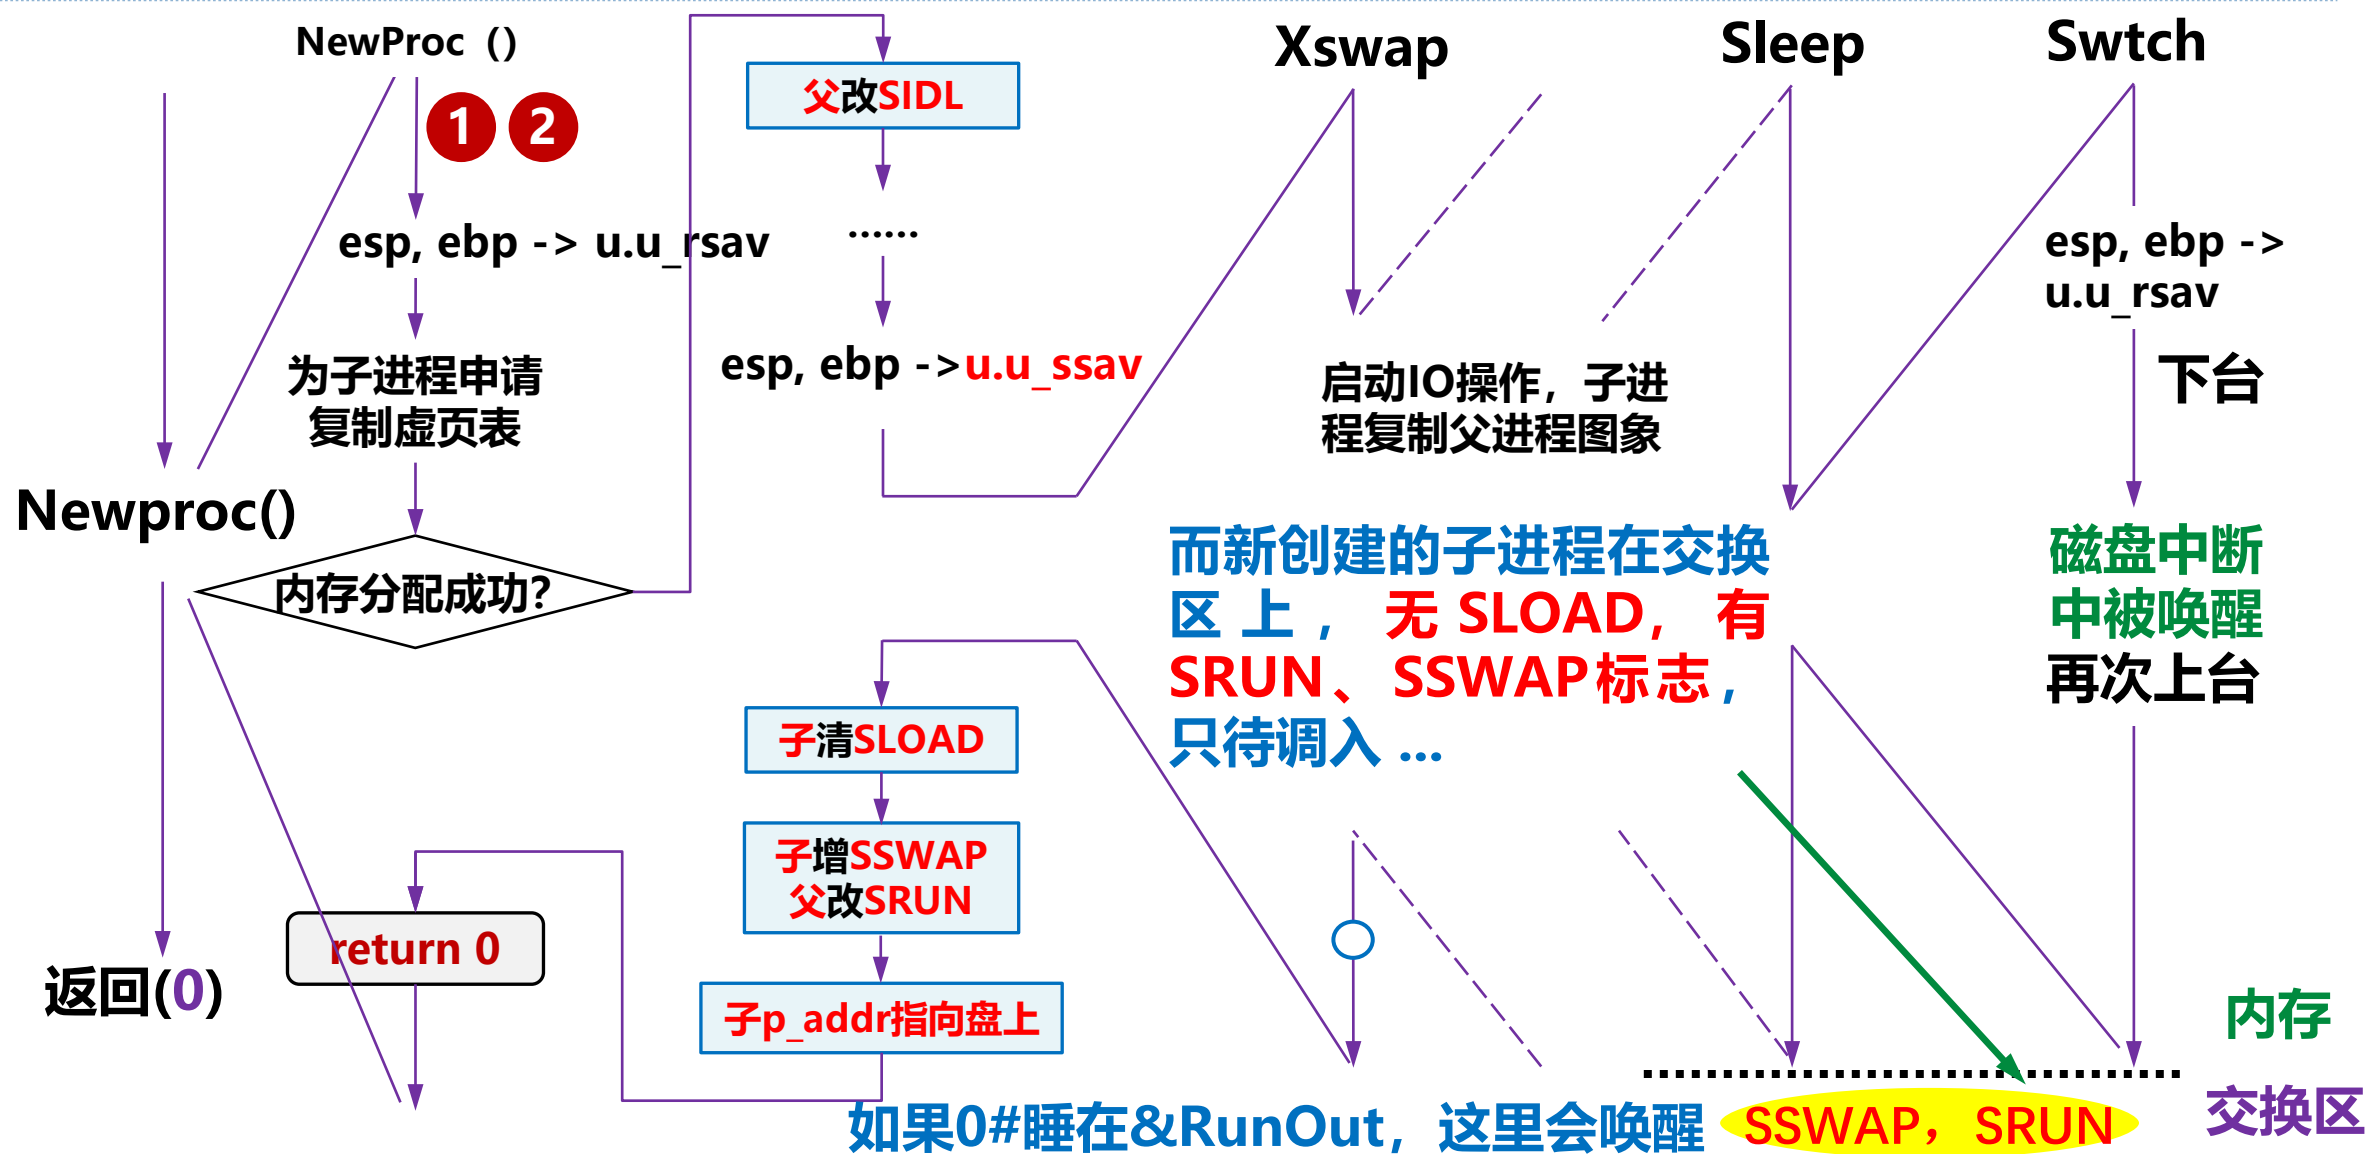 NewProc（）
1 2
esp, ebp -> u.u_rsav
为子进程申请
复制虚页表
Newproc()
内存分配成功？
返回(0)
return 0
父改SIDL
......
esp, ebp ->u.u_ssav
子清SLOAD
子增SSWAP
父改SRUN
子p_addr指向盘上
Xswap
启动IO操作，子进
程复制父进程图象
而新创建的子进程在交换
区上，无SLOAD，有
SRUN、SSWAP标志，
只待调入 ...
如果0#睡在&RunOut，这里会唤醒
Sleep
Swtch
esp, ebp ->
u.u_rsav
下台
磁盘中断
中被唤醒
再次上台
内存
交换区
SSWAP，SRUN